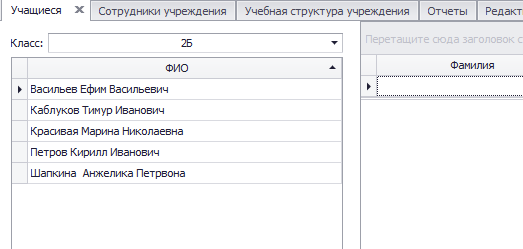 Учащиеся Сотрудники учреждения Учебная структура учреждения Отчеты Редакти
Класс: 2Б
Перетащите сюда заголовок с
ФИО
Васильев Ефим Васильевич
Каблуков Тимур Иванович
Красивая Марина Николаевна
Петров Кирилл Иванович
Шапкина Анжелика Петрвона
Фамилия